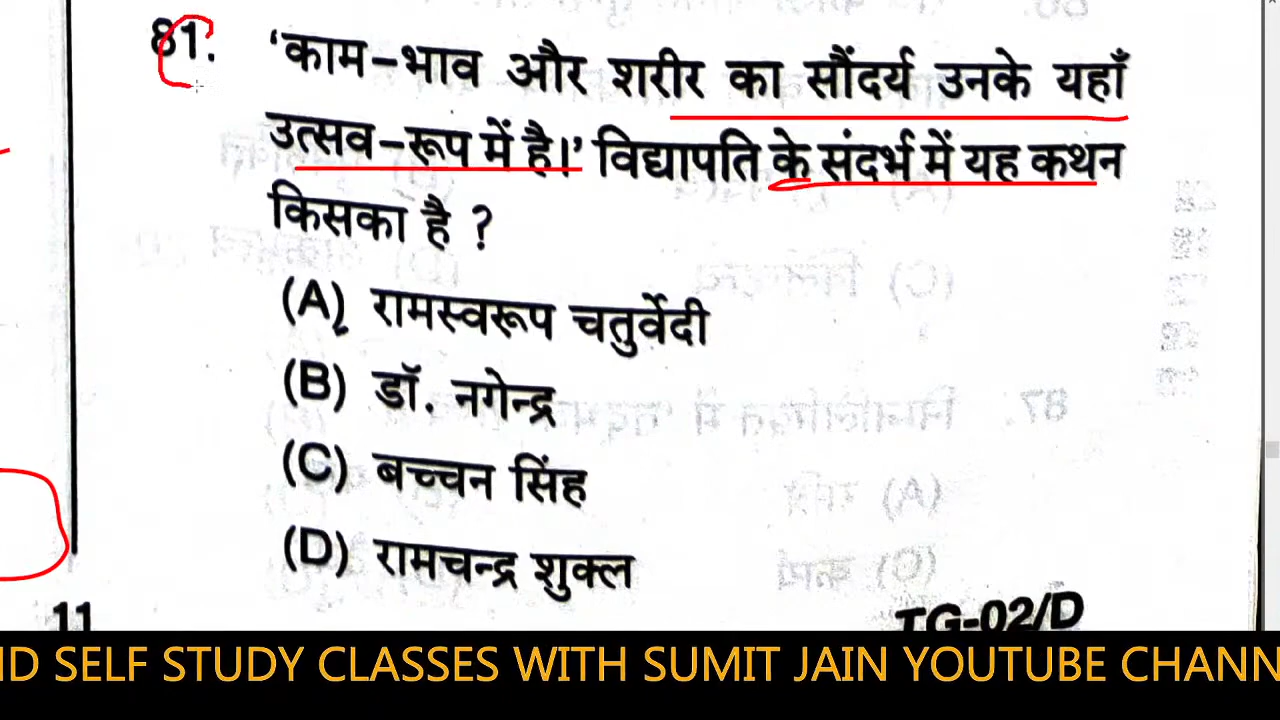 81. 'काम-भाव और शरीर का सौंदर्य उनके यहाँ
उत्सव-रूप में है।' विद्यापति के संदर्भ में यह कथन
किसका है ?
(A) रामस्वरूप चतुर्वेदी
(B) डॉ. नगेन्द्र
(C) बच्चन सिंह
(D) रामचन्द्र शुक्ल
11
TG-02/D
ND SELF STUDY CLASSES WITH SUMIT JAIN YOUTUBE CHANN